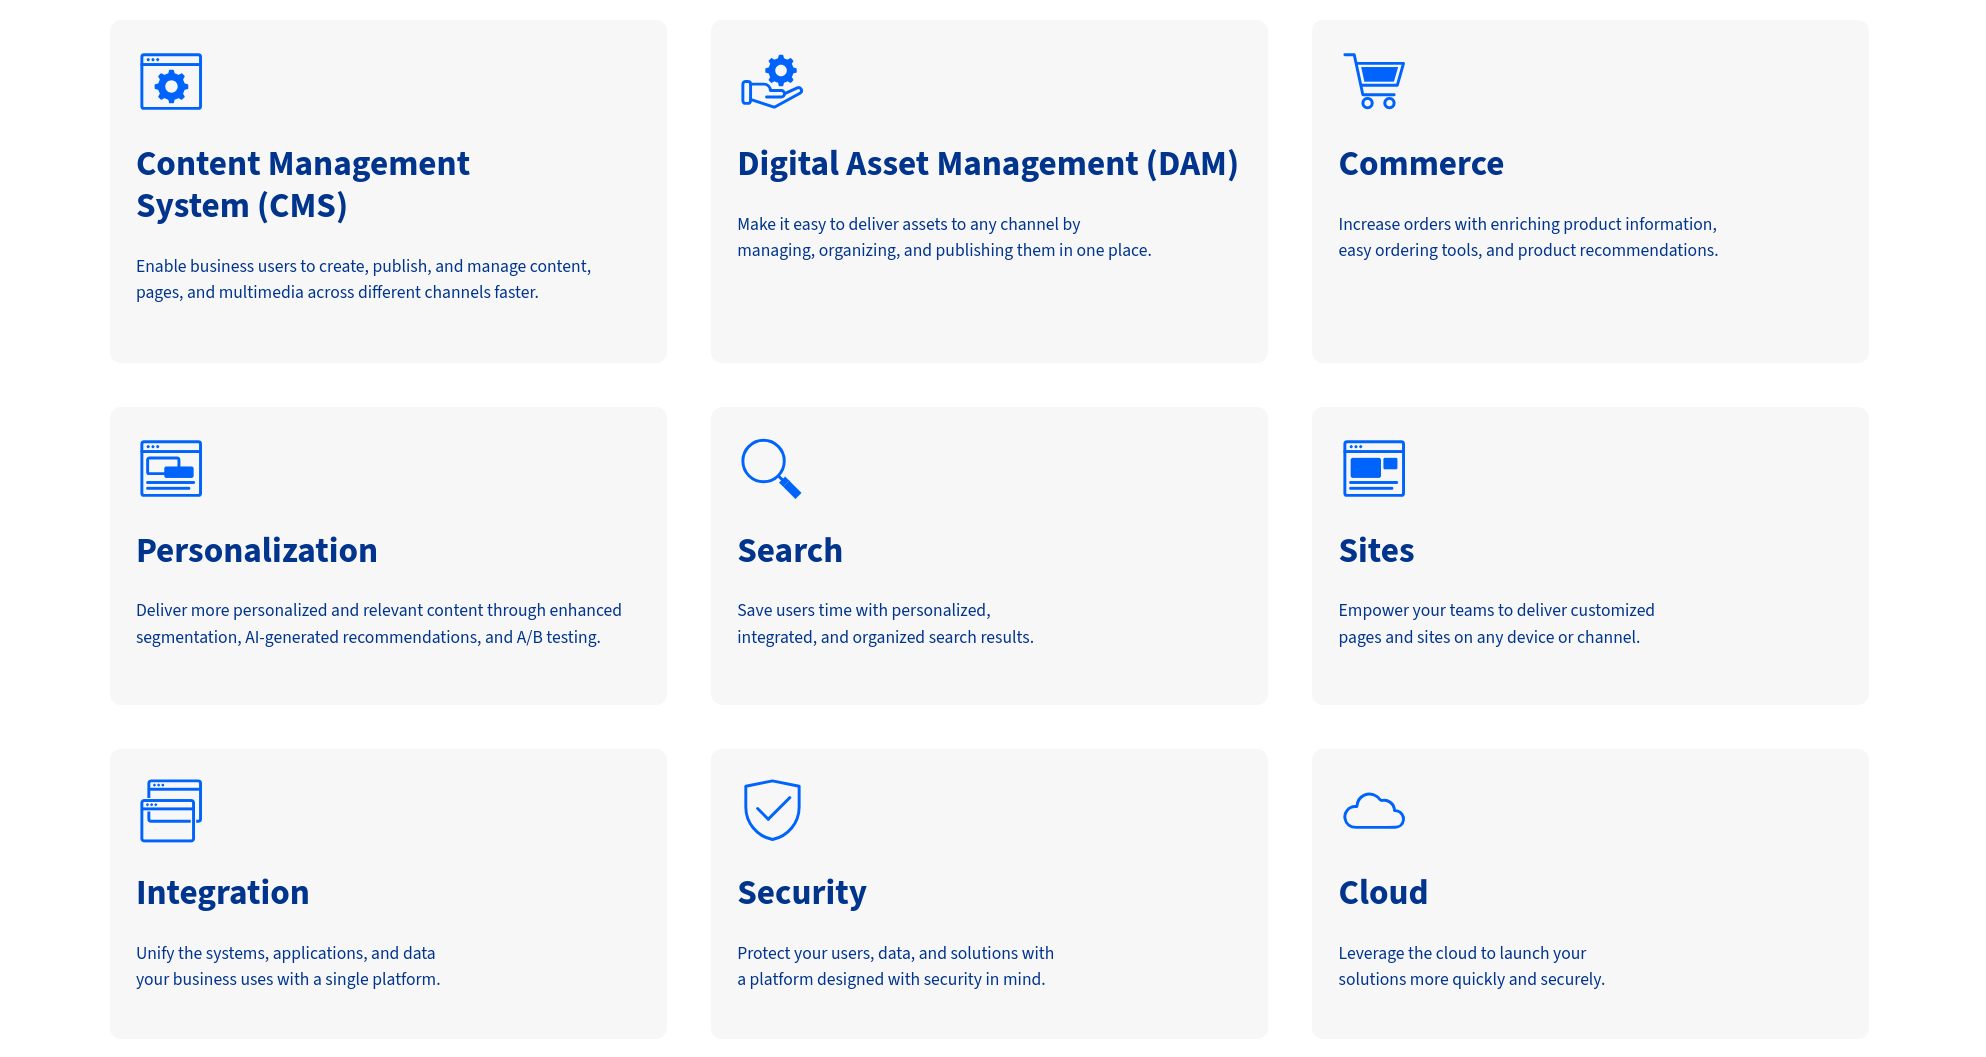 Content Management
System (CMS)
Enable business users to create, publish, and manage content,
pages, and multimedia across different channels faster.
Digital Asset Management (DAM)
Make it easy to deliver assets to any channel by
managing, organizing, and publishing them in one place.
Commerce
Increase orders with enriching product information,
easy ordering tools, and product recommendations.
Personalization
Deliver more personalized and relevant content through enhanced
segmentation, AI-generated recommendations, and A/B testing.
Search
Save users time with personalized,
integrated, and organized search results.
Sites
Empower your teams to deliver customized
pages and sites on any device or channel.
Integration
Unify the systems, applications, and data
your business uses with a single platform.
Security
Protect your users, data, and solutions with
a platform designed with security in mind.
Cloud
Leverage the cloud to launch your
solutions more quickly and securely.